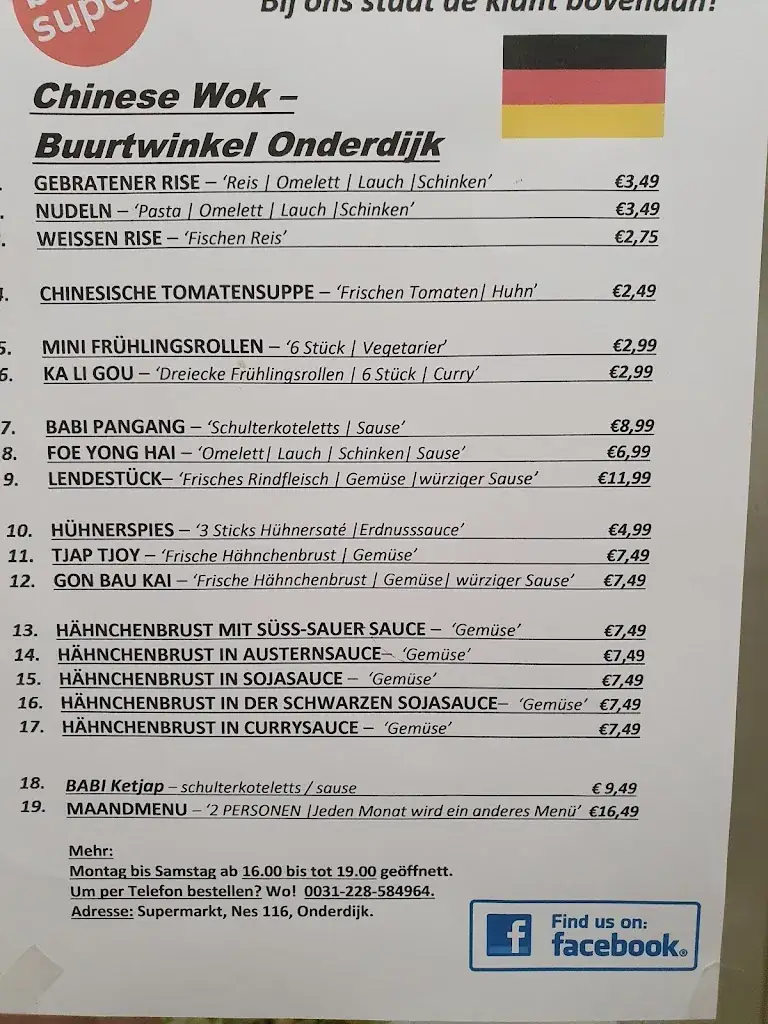 super
Bij ons staat de klant bovenaan!
Chinese Wok –
Buurtwinkel Onderdijk
. GEBRATENER RISE – ‘Reis | Omelett | Lauch |Schinken’ €3,49
. NUDELN – ‘Pasta | Omelett | Lauch |Schinken’ €3,49
. WEISSEN RISE – ‘Fischen Reis’ €2,75
4. CHINESISCHE TOMATENSUPPE – ‘Frischen Tomaten| Huhn’ €2,49
5. MINI FRÜHLINGSROLLEN – ‘6 Stück | Vegetarier’ €2,99
6. KA LI GOU – ‘Dreiecke Frühlingsrollen | 6 Stück | Curry’ €2,99
7. BABI PANGANG – ‘Schulterkoteletts | Sause’ €8,99
8. FOE YONG HAI – ‘Omelett| Lauch | Schinken| Sause’ €6,99
9. LENDESTÜCK– ‘Frisches Rindfleisch | Gemüse |würziger Sause’ €11,99
10. HÜHNERSPIES – ‘3 Sticks Hühnersaté |Erdnusssauce’ €4,99
11. TJAP TJOY – ‘Frische Hähnchenbrust | Gemüse’ €7,49
12. GON BAU KAI – ‘Frische Hähnchenbrust | Gemüse| würziger Sause’ €7,49
13. HÄHNCHENBRUST MIT SÜSS-SAUER SAUCE – ‘Gemüse’ €7,49
14. HÄHNCHENBRUST IN AUSTERNSAUCE– ‘Gemüse’ €7,49
15. HÄHNCHENBRUST IN SOJASAUCE – ‘Gemüse’ €7,49
16. HÄHNCHENBRUST IN DER SCHWARZEN SOJASAUCE– ‘Gemüse’ €7,49
17. HÄHNCHENBRUST IN CURRYSAUCE – ‘Gemüse’ €7,49
18. BABI Ketjap – schulterkoteletts / sause € 9,49
19. MAANDMENU – ‘2 PERSONEN |Jeden Monat wird ein anderes Menü’ €16,49
Mehr:
Montag bis Samstag ab 16.00 bis tot 19.00 geöffnett.
Um per Telefon bestellen? Wo! 0031-228-584964.
Adresse: Supermarkt, Nes 116, Onderdijk.
f Find us on:
facebook®